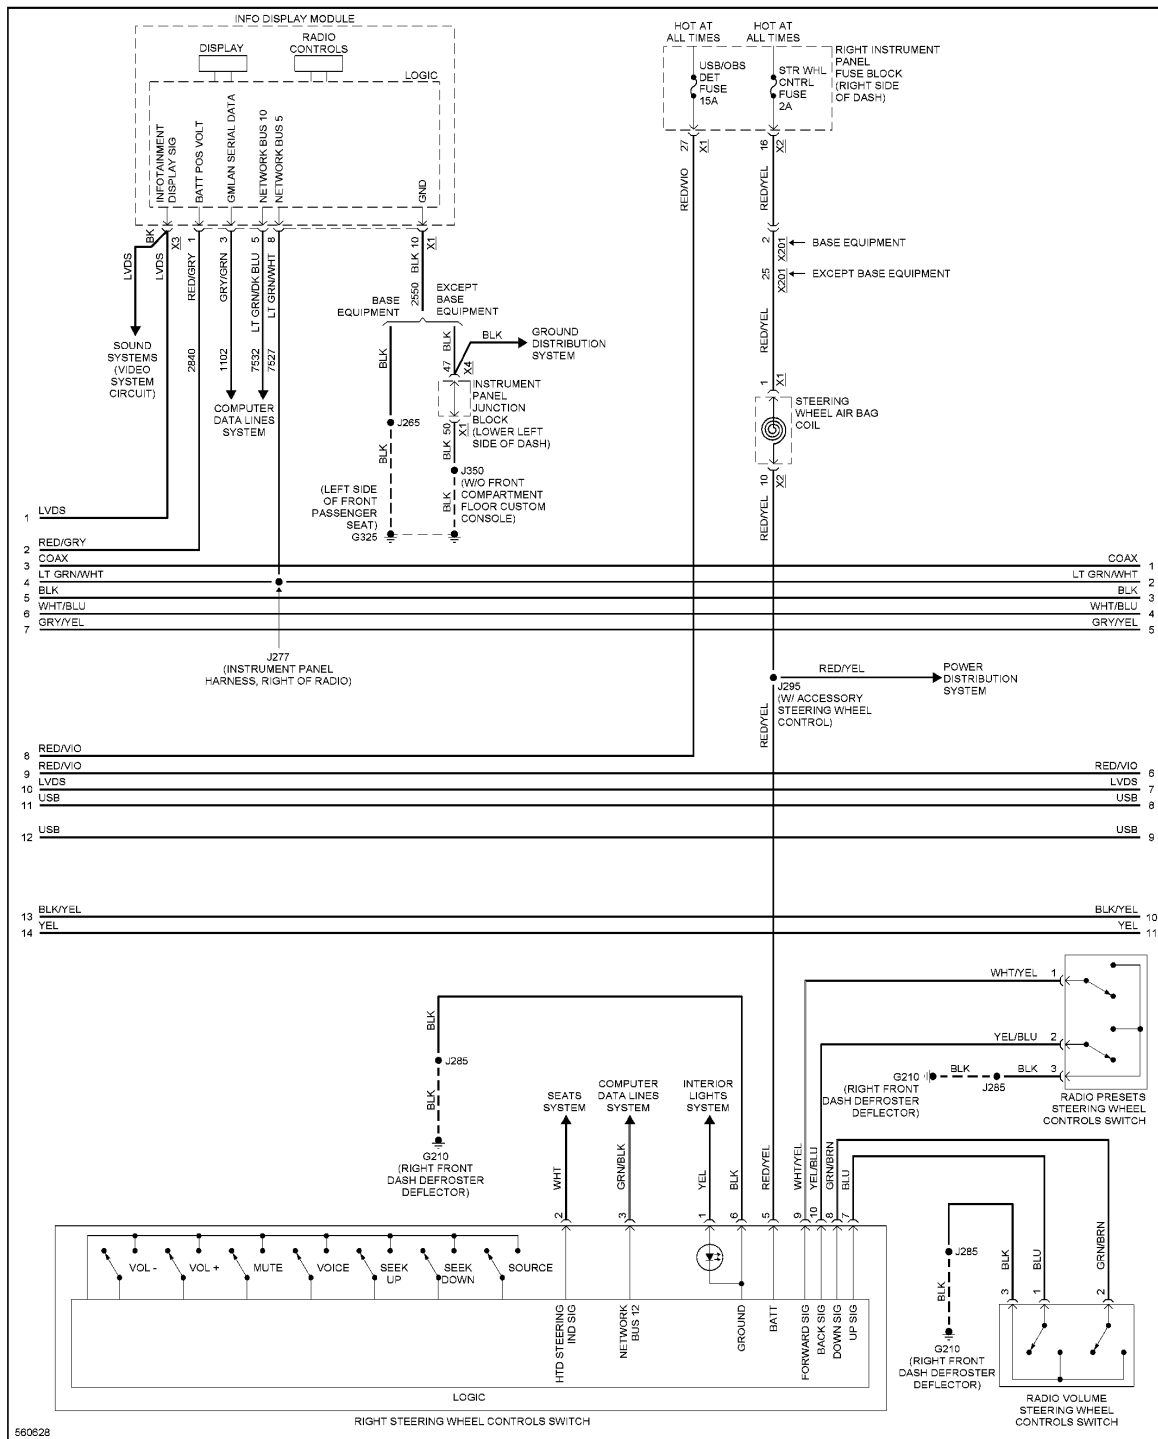 INFO DISPLAY MODULE
DISPLAY
RADIO
CONTROLS
LOGIC
INFOTAINMENT
DISPLAY SIG
BATT POS VOLT
GMLAN SERIAL DATA
NETWORK BUS 10
NETWORK BUS 5
GND
BK
X3
1
3
5
8
10
X1
LVDS
LVDS
RED/GRY
GRY/GRN
LT GRN/DK BLU
LT GRN/WHT
BLK
2550
2840
1102
7532
7527
SOUND
SYSTEMS
(VIDEO
SYSTEM
CIRCUIT)
COMPUTER
DATA LINES
SYSTEM
BASE
EQUIPMENT
EXCEPT
BASE
EQUIPMENT
BLK
BLK
BLK
GROUND
DISTRIBUTION
SYSTEM
47
X4
INSTRUMENT
PANEL
JUNCTION
BLOCK
(LOWER LEFT
SIDE OF DASH)
50
X1
J265
BLK
BLK
J350
(W/O FRONT
COMPARTMENT
FLOOR CUSTOM
CONSOLE)
BLK
(LEFT SIDE
OF FRONT
PASSENGER
SEAT)
G325
HOT AT
ALL TIMES
HOT AT
ALL TIMES
USB/OBS
DET
FUSE
15A
STR WHL
CNTRL
FUSE
2A
RIGHT INSTRUMENT
PANEL
FUSE BLOCK
(RIGHT SIDE
OF DASH)
27
X1
16
X2
RED/VIO
RED/YEL
2
X201
BASE EQUIPMENT
25
X201
EXCEPT BASE EQUIPMENT
RED/YEL
1
X1
STEERING
WHEEL AIR BAG
COIL
10
X2
RED/YEL
1 LVDS
2 RED/GRY
3 COAX
COAX 1
4 LT GRN/WHT
LT GRN/WHT 2
5 BLK
BLK 3
6 WHT/BLU
WHT/BLU 4
7 GRY/YEL
GRY/YEL 5
J277
(INSTRUMENT PANEL
HARNESS, RIGHT OF RADIO)
RED/YEL
POWER
DISTRIBUTION
SYSTEM
J295
(W/ ACCESSORY
STEERING WHEEL
CONTROL)
RED/YEL
8 RED/VIO
9 RED/VIO
RED/VIO 6
10 LVDS
LVDS 7
11 USB
USB 8
12 USB
USB 9
13 BLK/YEL
BLK/YEL 10
14 YEL
YEL 11
WHT/YEL 1
YEL/BLU 2
BLK
BLK 3
G210
(RIGHT FRONT
DASH DEFROSTER
DEFLECTOR)
J285
RADIO PRESETS
STEERING WHEEL
CONTROLS SWITCH
BLK
J285
BLK
G210
(RIGHT FRONT
DASH DEFROSTER
DEFLECTOR)
SEATS
SYSTEM
COMPUTER
DATA LINES
SYSTEM
INTERIOR
LIGHTS
SYSTEM
WHT
GRN/BLK
YEL
BLK
RED/YEL
WHT/YEL
YEL/BLU
GRN/BRN
BLU
2
3
1
6
5
9
10
8
7
VOL -
VOL +
MUTE
VOICE
SEEK
UP
SEEK
DOWN
SOURCE
HTD STEERING
IND SIG
NETWORK
BUS 12
GROUND
BATT
FORWARD SIG
BACK SIG
DOWN SIG
UP SIG
LOGIC
RIGHT STEERING WHEEL CONTROLS SWITCH
J285
BLK
BLK
BLU
GRN/BRN
3
1
2
G210
(RIGHT FRONT
DASH DEFROSTER
DEFLECTOR)
RADIO VOLUME
STEERING WHEEL
CONTROLS SWITCH
560628